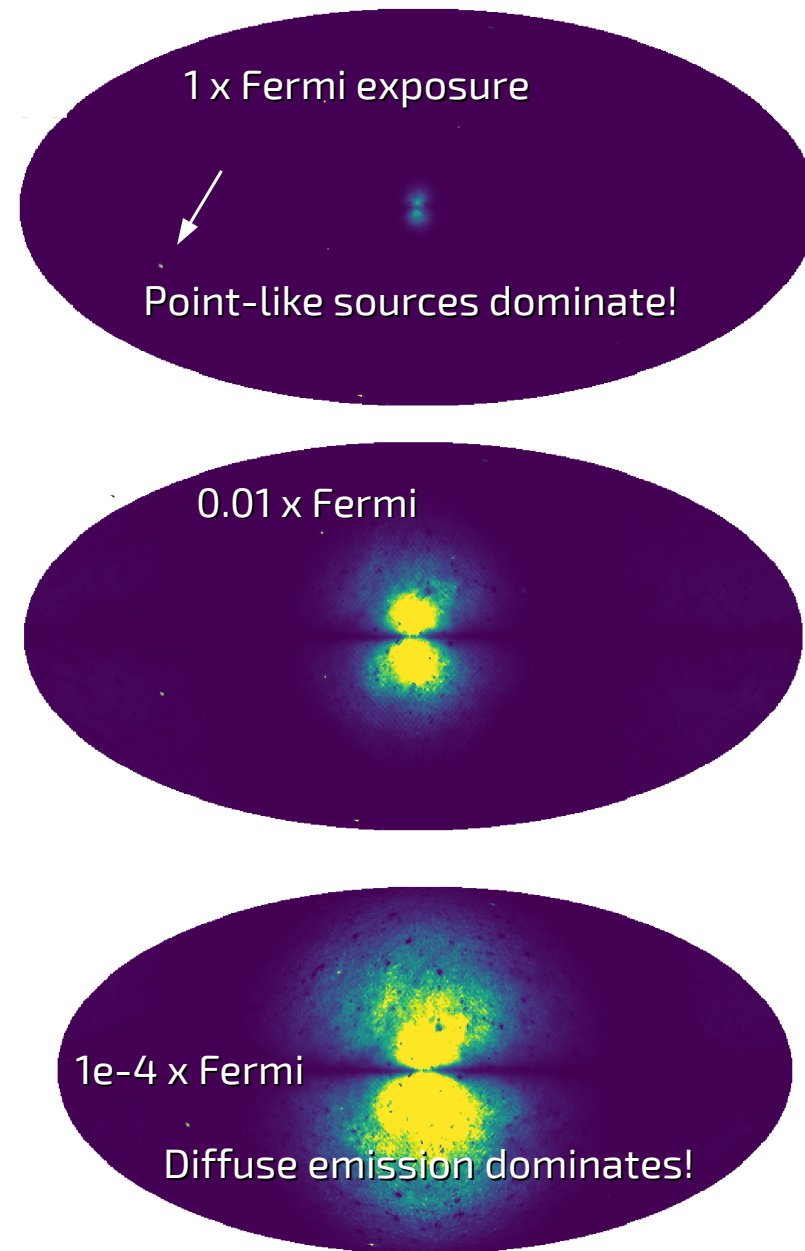 1 x Fermi exposure
Point-like sources dominate!
0.01 x Fermi
1e-4 x Fermi
Diffuse emission dominates!